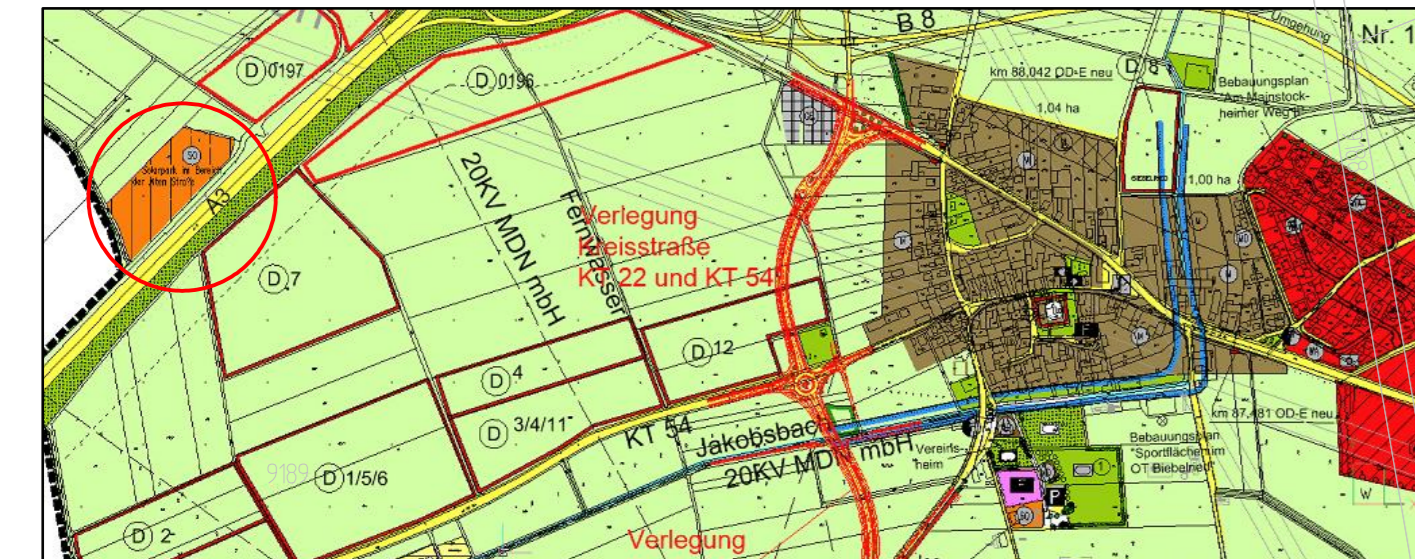 B 8
Umgehung
Nr. 1
D 0197
D 0196
km 88,042 OD-E neu
D 8
Bebauungsplan
"Am Mainstock-
heimer Weg II"
1,04 ha
SO
Solarpark im Bereich
der Alten Straße
A3
20KV MDN mbH
Fernwasser
BIEBELRIED
1,00 ha
Verlegung
Kreisstraße
KT 22 und KT 54
D 7
D 12
D 4
D 3/4/11
KT 54
Jakobsbach
20KV MDN mbH
km 87,481 OD-E neu
Bebauungsplan
"Sportflächen im
OT Biebelried"
Vereins-
heim
9189
D 1/5/6
P
SO
W
D 2
Verlegung